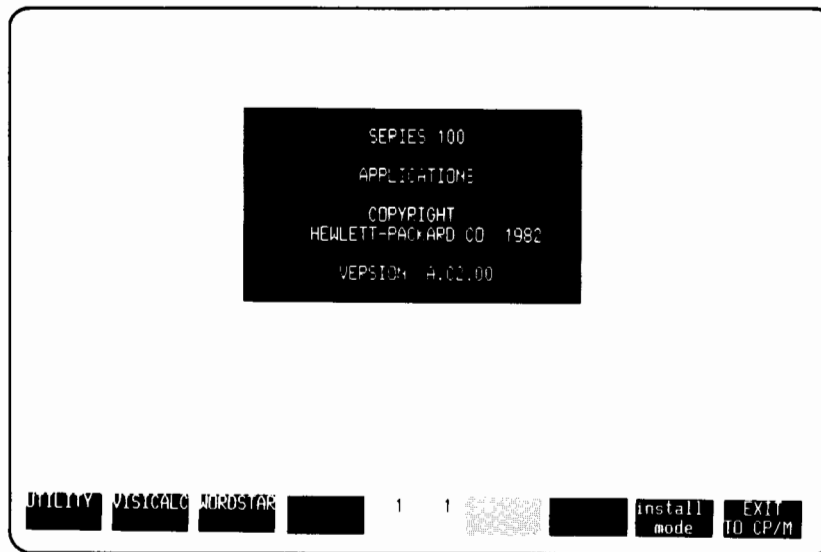 SERIES 100
APPLICATIONS
COPYRIGHT
HEWLETT-PACKARD CO 1982
VERSION A.02.00
UTILITY VISICALC WORDSTAR 1 1 install mode EXIT TO CP/M